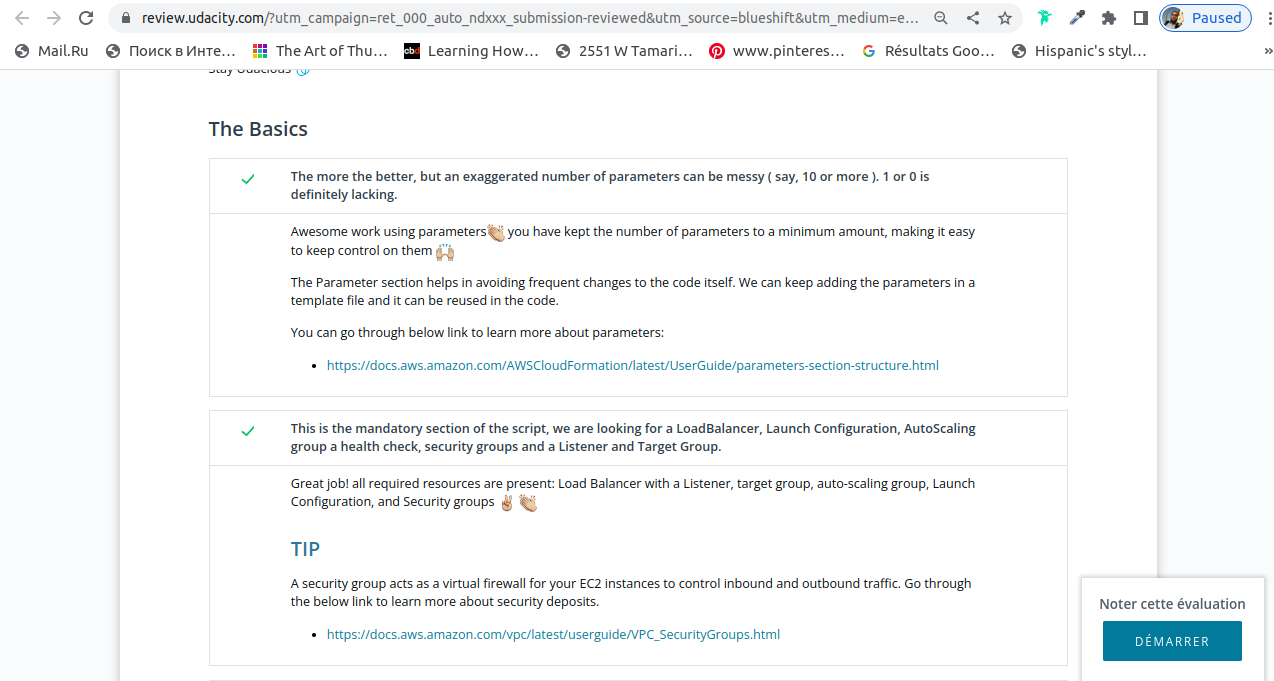 review.udacity.com/?utm_campaign=ret_000_auto_ndxxx_submission-reviewed&utm_source=blueshift&utm_medium=e…
Paused
Mail.Ru
Поиск в Инте…
The Art of Thu…
cbd
Learning How…
2551 W Tamari…
www.pinteres…
Résultats Goo…
Hispanic's styl…
»
Stay Udacious
The Basics
The more the better, but an exaggerated number of parameters can be messy ( say, 10 or more ). 1 or 0 is
definitely lacking.
Awesome work using parameters👏 you have kept the number of parameters to a minimum amount, making it easy
to keep control on them 🙌
The Parameter section helps in avoiding frequent changes to the code itself. We can keep adding the parameters in a
template file and it can be reused in the code.
You can go through below link to learn more about parameters:
• https://docs.aws.amazon.com/AWSCloudFormation/latest/UserGuide/parameters-section-structure.html
This is the mandatory section of the script, we are looking for a LoadBalancer, Launch Configuration, AutoScaling
group a health check, security groups and a Listener and Target Group.
Great job! all required resources are present: Load Balancer with a Listener, target group, auto-scaling group, Launch
Configuration, and Security groups ✌👏
TIP
A security group acts as a virtual firewall for your EC2 instances to control inbound and outbound traffic. Go through
the below link to learn more about security deposits.
• https://docs.aws.amazon.com/vpc/latest/userguide/VPC_SecurityGroups.html
Noter cette évaluation
DÉMARRER